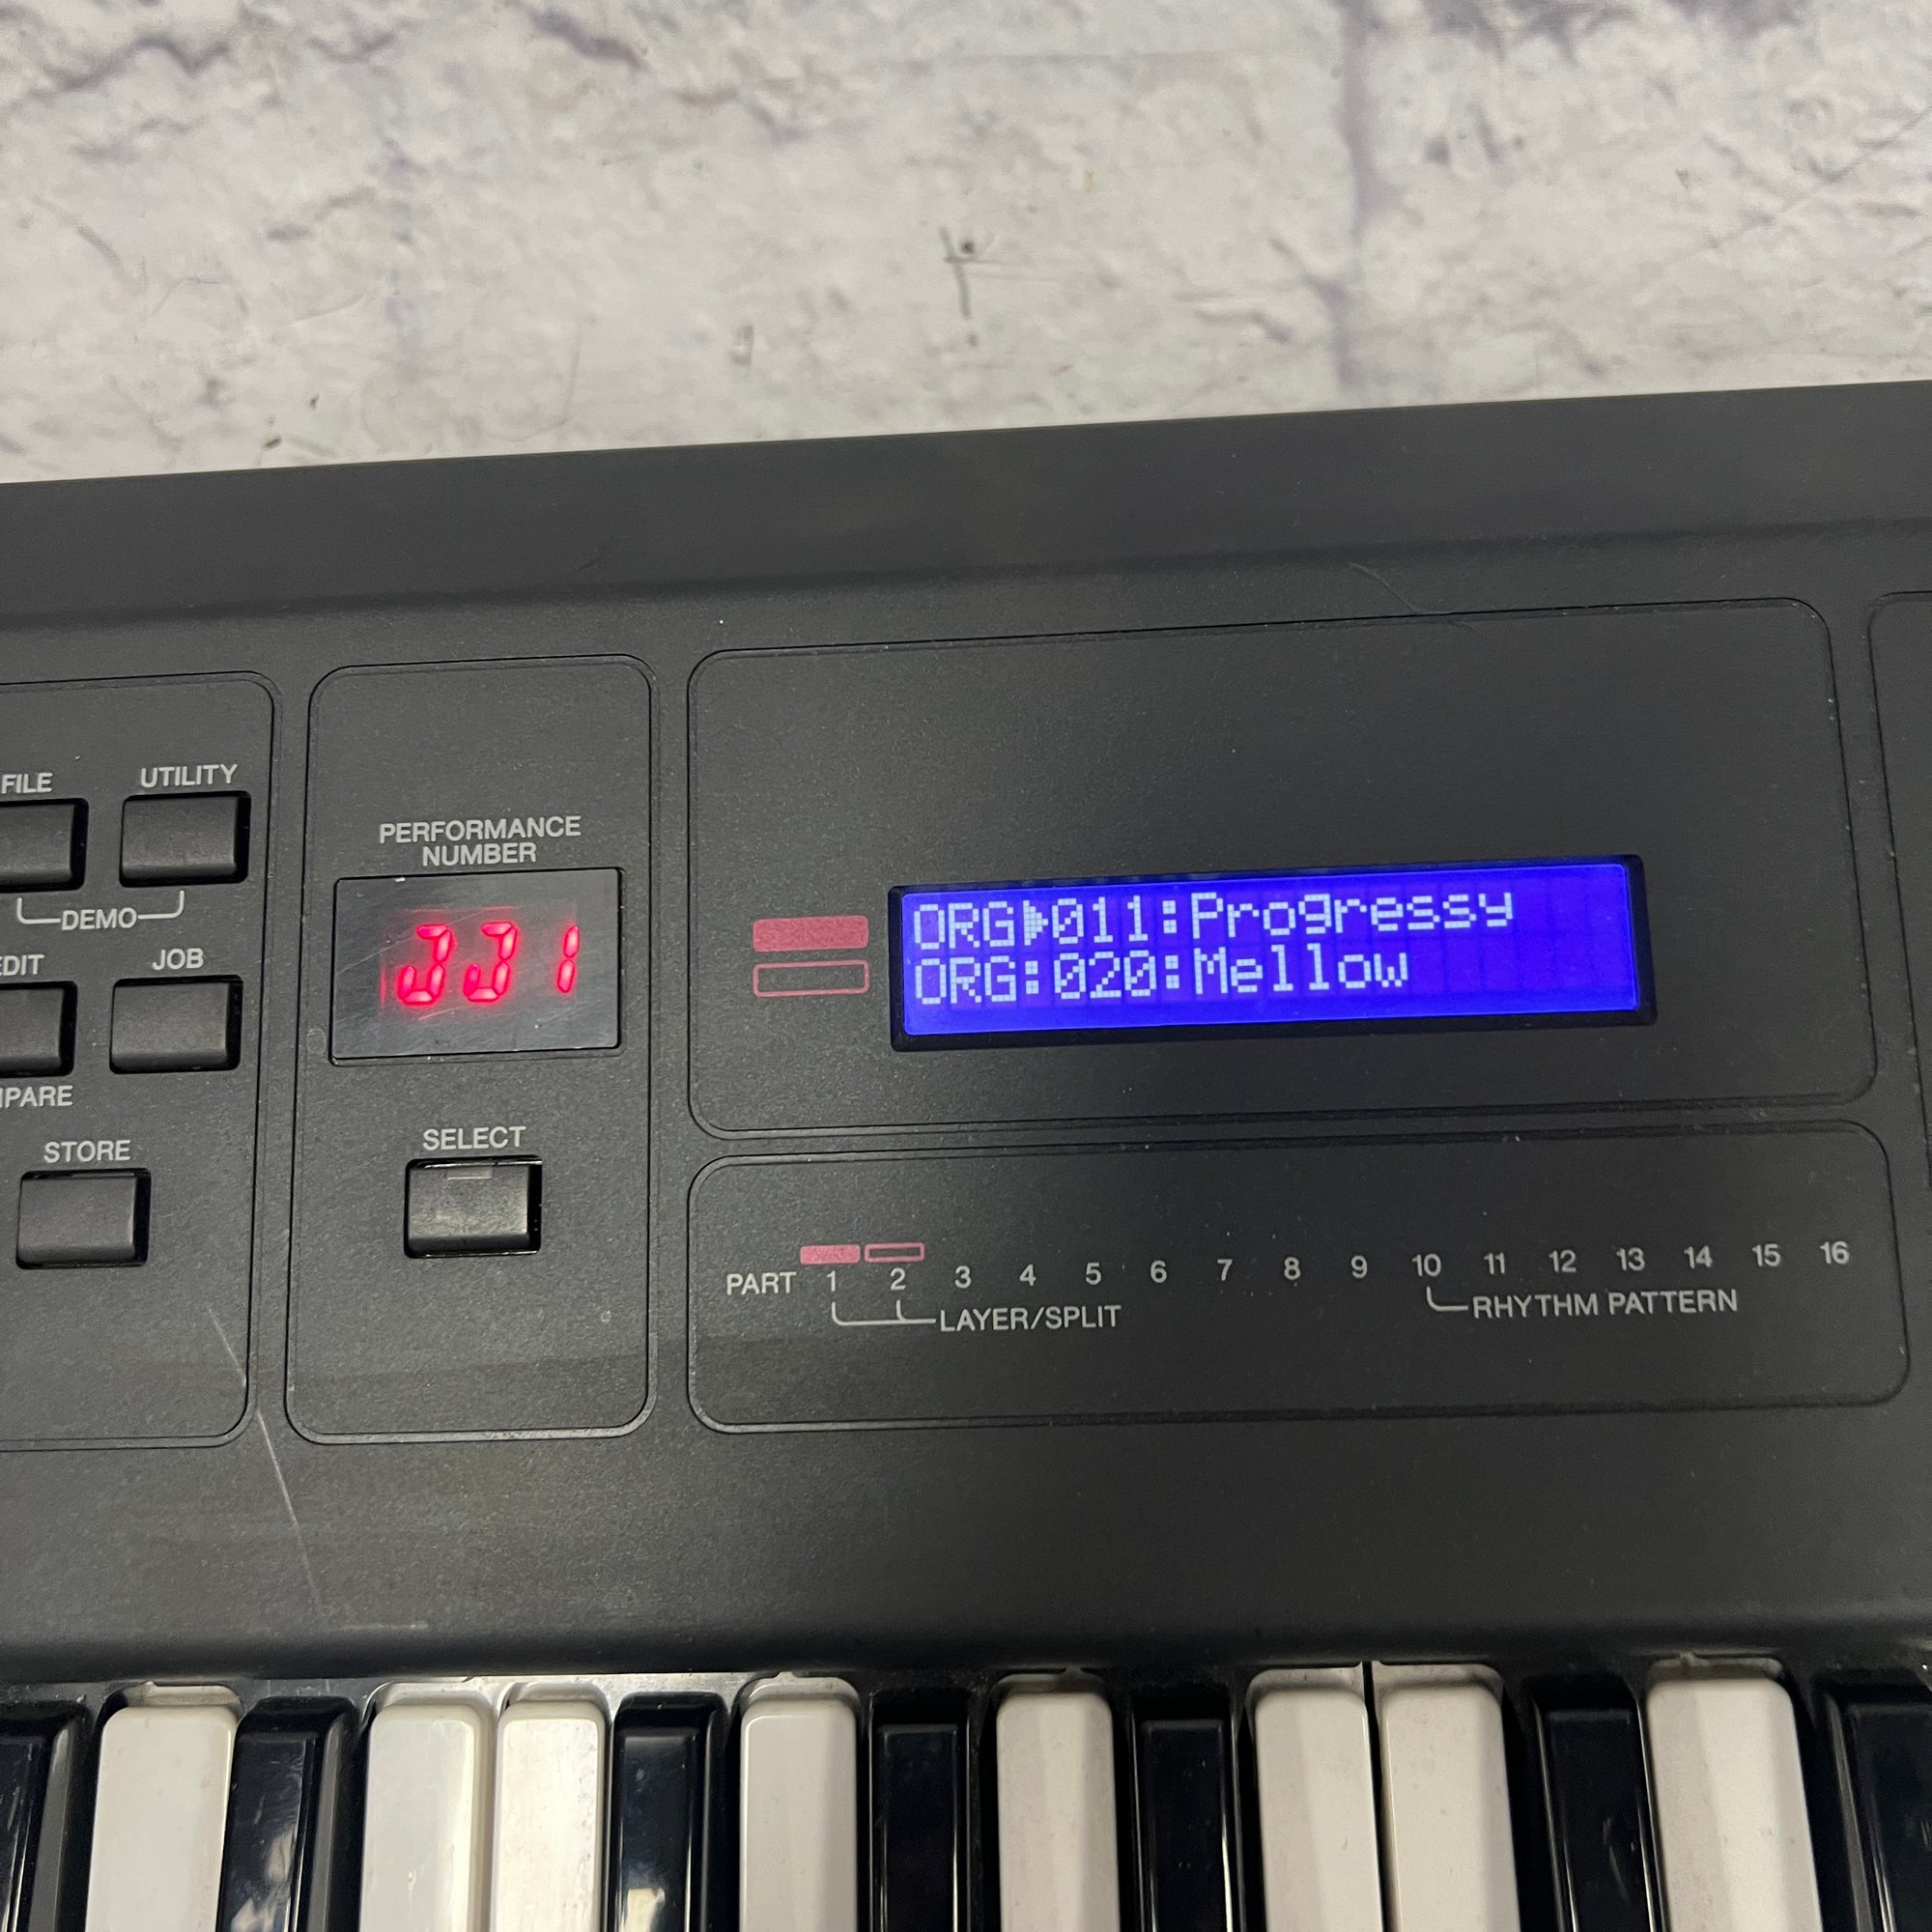 FILE
UTILITY
DEMO
EDIT
JOB
MPARE
STORE
PERFORMANCE
NUMBER
SELECT
ORG▶011:Progressy
ORG:020:Mellow
PART 1 2 3 4 5 6 7 8 9 10 11 12 13 14 15 16
LAYER/SPLIT
RHYTHM PATTERN